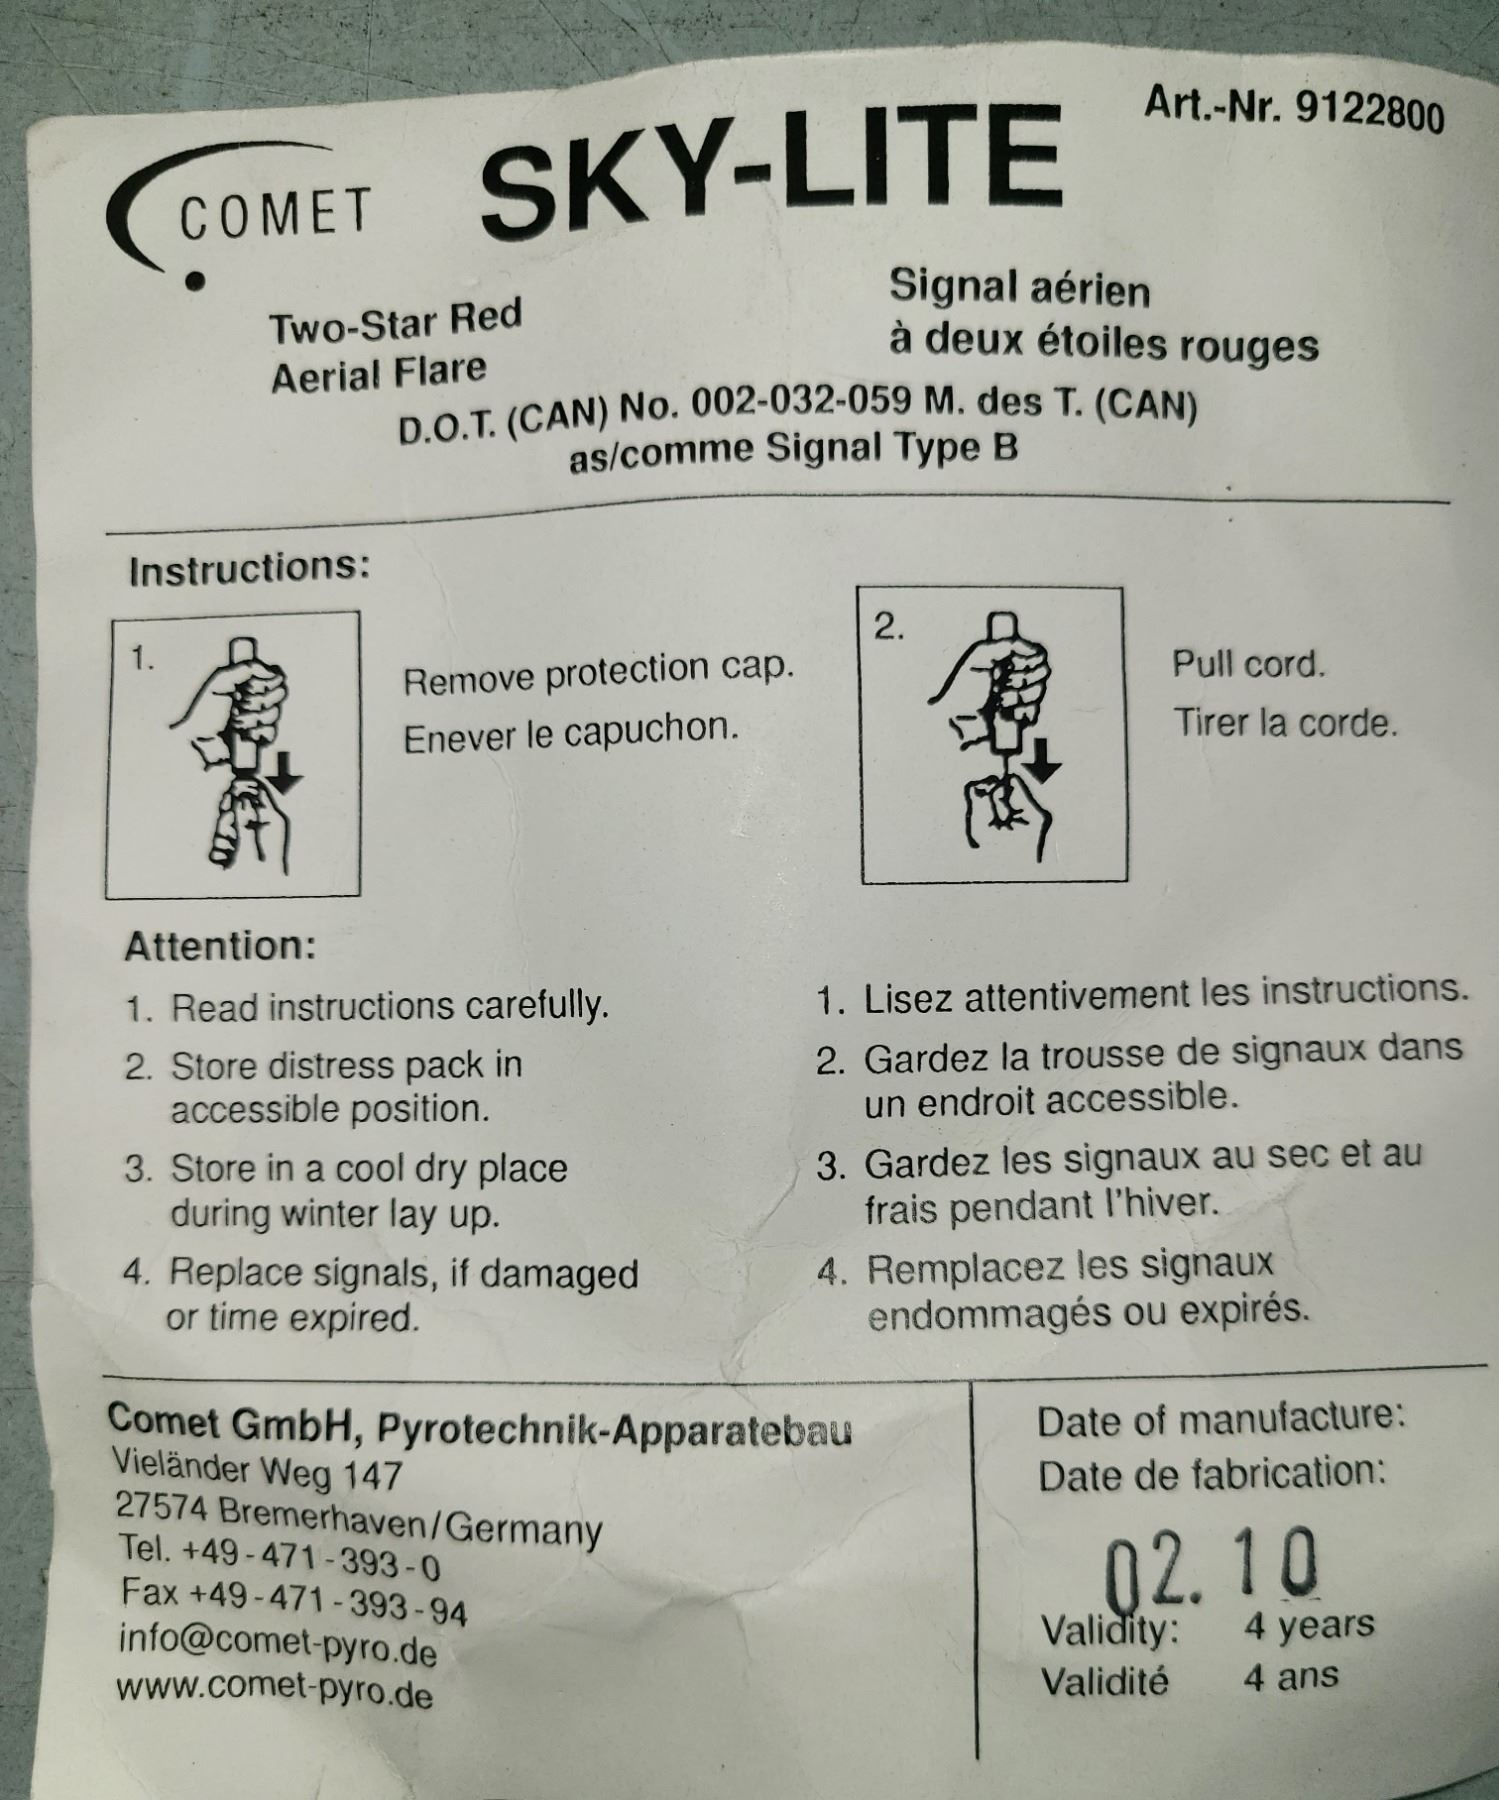 COMET
SKY-LITE
Art.-Nr. 9122800
Two-Star Red
Aerial Flare
Signal aérien
à deux étoiles rouges
D.O.T. (CAN) No. 002-032-059 M. des T. (CAN)
as/comme Signal Type B
Instructions:
1.
Remove protection cap.
Enever le capuchon.
2.
Pull cord.
Tirer la corde.
Attention:
1. Read instructions carefully.
2. Store distress pack in
accessible position.
3. Store in a cool dry place
during winter lay up.
4. Replace signals, if damaged
or time expired.
1. Lisez attentivement les instructions.
2. Gardez la trousse de signaux dans
un endroit accessible.
3. Gardez les signaux au sec et au
frais pendant l'hiver.
4. Remplacez les signaux
endommagés ou expirés.
Comet GmbH, Pyrotechnik-Apparatebau
Vieländer Weg 147
27574 Bremerhaven/Germany
Tel. +49-471-393-0
Fax +49-471-393-94
info@comet-pyro.de
www.comet-pyro.de
Date of manufacture:
Date de fabrication:
02.10
Validity: 4 years
Validité 4 ans